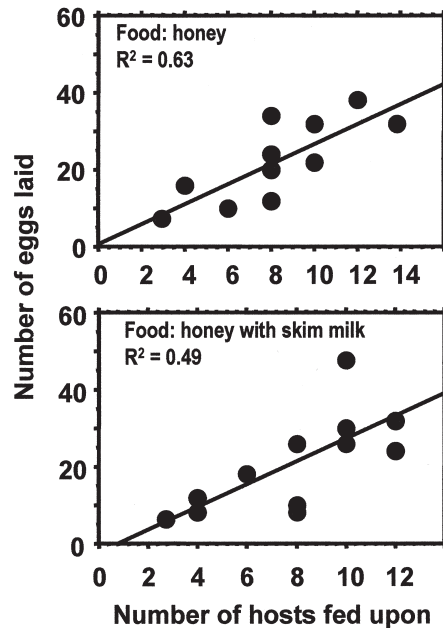 60
Food: honey
R² = 0.63
40
20
0
0 2 4 6 8 10 12 14
Number of eggs laid
60
Food: honey with skim milk
R² = 0.49
40
20
0
0 2 4 6 8 10 12
Number of hosts fed upon